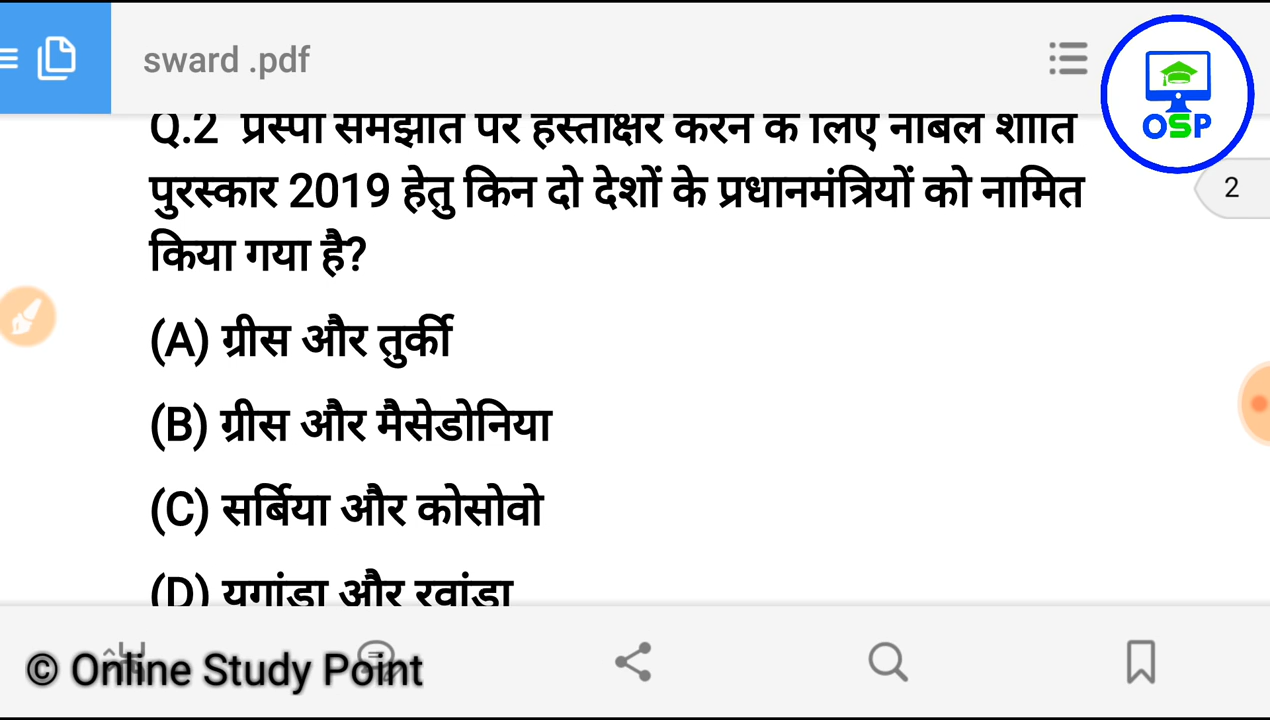 sward .pdf
OSP
Q.2 प्रेस्पा समझौते पर हस्ताक्षर करने के लिए नोबेल शांति
2
पुरस्कार 2019 हेतु किन दो देशों के प्रधानमंत्रियों को नामित
किया गया है?
(A) ग्रीस और तुर्की
(B) ग्रीस और मैसेडोनिया
(C) सर्बिया और कोसोवो
(D) युगांडा और रवांडा
© Online Study Point